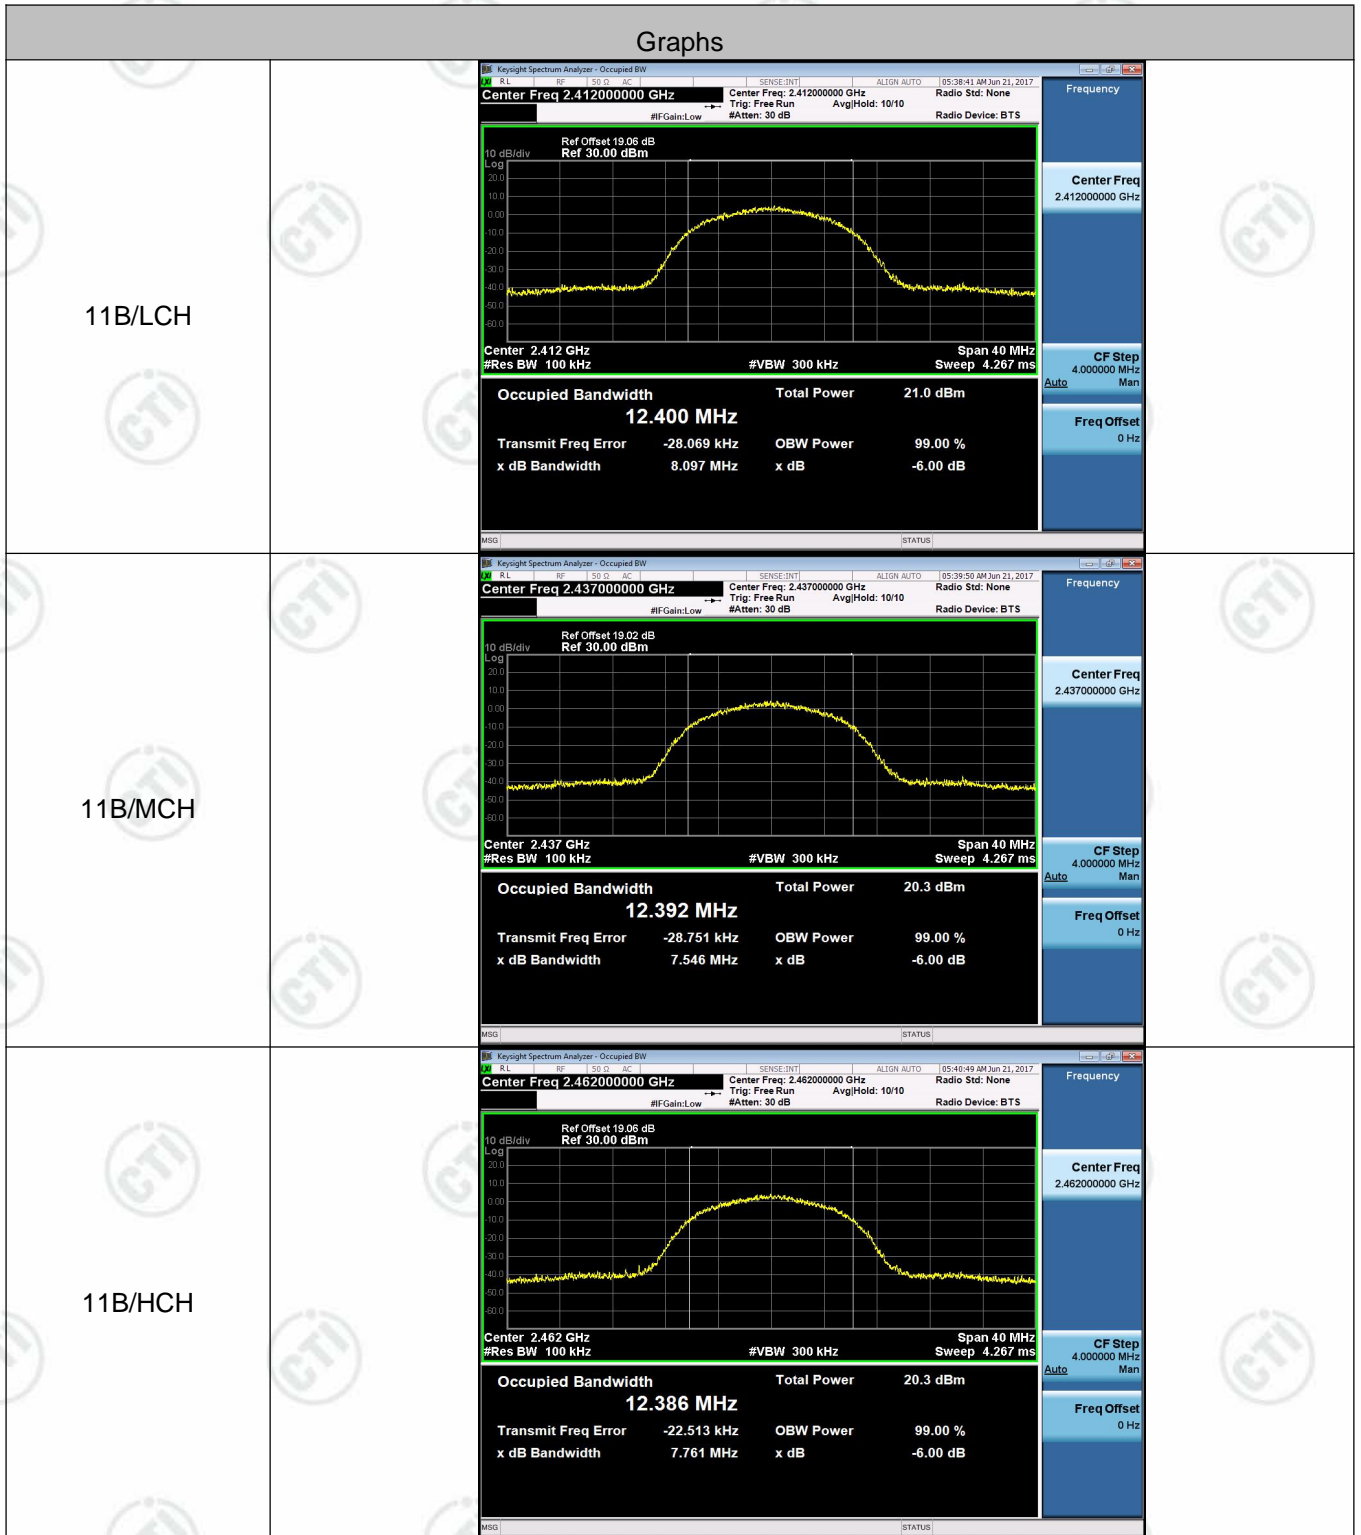 Graphs
11B/LCH
Keysight Spectrum Analyzer - Occupied BW
RL RF 50 Ω AC SENSE:INT ALIGN AUTO 05:38:41 AM Jun 21, 2017
Center Freq 2.412000000 GHz
Center Freq: 2.412000000 GHz Radio Std: None
Trig: Free Run Avg|Hold: 10/10
#IFGain:Low #Atten: 30 dB Radio Device: BTS
Ref Offset 19.06 dB
10 dB/div Ref 30.00 dBm
Log
20.0
10.0
0.00
-10.0
-20.0
-30.0
-40.0
-50.0
-60.0
Center 2.412 GHz Span 40 MHz
#Res BW 100 kHz #VBW 300 kHz Sweep 4.267 ms
Occupied Bandwidth Total Power 21.0 dBm
12.400 MHz
Transmit Freq Error -28.069 kHz OBW Power 99.00 %
x dB Bandwidth 8.097 MHz x dB -6.00 dB
MSG STATUS
Frequency
Center Freq
2.412000000 GHz
CF Step
4.000000 MHz
Auto Man
Freq Offset
0 Hz
11B/MCH
Keysight Spectrum Analyzer - Occupied BW
RL RF 50 Ω AC SENSE:INT ALIGN AUTO 05:39:50 AM Jun 21, 2017
Center Freq 2.437000000 GHz
Center Freq: 2.437000000 GHz Radio Std: None
Trig: Free Run Avg|Hold: 10/10
#IFGain:Low #Atten: 30 dB Radio Device: BTS
Ref Offset 19.02 dB
10 dB/div Ref 30.00 dBm
Log
20.0
10.0
0.00
-10.0
-20.0
-30.0
-40.0
-50.0
-60.0
Center 2.437 GHz Span 40 MHz
#Res BW 100 kHz #VBW 300 kHz Sweep 4.267 ms
Occupied Bandwidth Total Power 20.3 dBm
12.392 MHz
Transmit Freq Error -28.751 kHz OBW Power 99.00 %
x dB Bandwidth 7.546 MHz x dB -6.00 dB
MSG STATUS
Frequency
Center Freq
2.437000000 GHz
CF Step
4.000000 MHz
Auto Man
Freq Offset
0 Hz
11B/HCH
Keysight Spectrum Analyzer - Occupied BW
RL RF 50 Ω AC SENSE:INT ALIGN AUTO 05:40:49 AM Jun 21, 2017
Center Freq 2.462000000 GHz
Center Freq: 2.462000000 GHz Radio Std: None
Trig: Free Run Avg|Hold: 10/10
#IFGain:Low #Atten: 30 dB Radio Device: BTS
Ref Offset 19.06 dB
10 dB/div Ref 30.00 dBm
Log
20.0
10.0
0.00
-10.0
-20.0
-30.0
-40.0
-50.0
-60.0
Center 2.462 GHz Span 40 MHz
#Res BW 100 kHz #VBW 300 kHz Sweep 4.267 ms
Occupied Bandwidth Total Power 20.3 dBm
12.386 MHz
Transmit Freq Error -22.513 kHz OBW Power 99.00 %
x dB Bandwidth 7.761 MHz x dB -6.00 dB
MSG STATUS
Frequency
Center Freq
2.462000000 GHz
CF Step
4.000000 MHz
Auto Man
Freq Offset
0 Hz
CTI